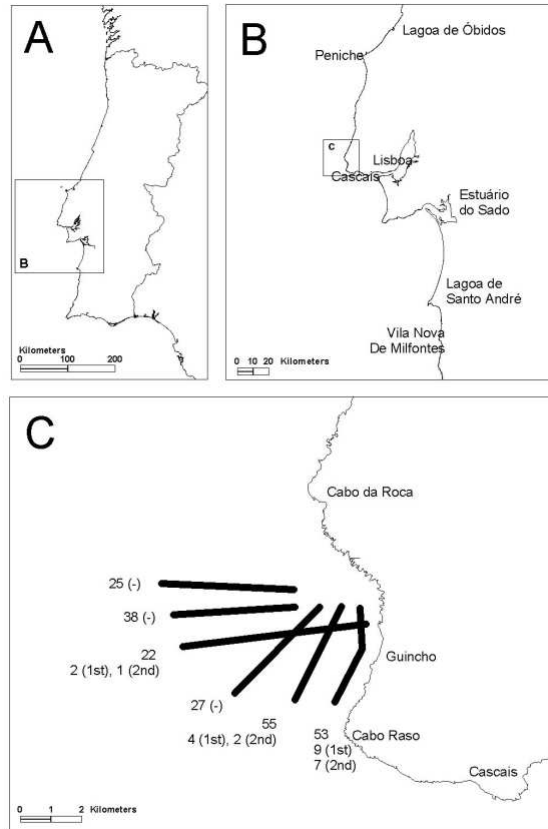 A
B
Kilometers
0 100 200
B
Lagoa de Óbidos
Peniche
c
Lisboa
Cascais
Estuário
do Sado
Lagoa de
Santo André
Vila Nova
De Milfontes
0 10 20 Kilometers
C
Cabo da Roca
25 (-)
38 (-)
22
2 (1st), 1 (2nd)
Guincho
27 (-)
55
4 (1st), 2 (2nd)
53
9 (1st)
7 (2nd)
Cabo Raso
Cascais
0 1 2 Kilometers